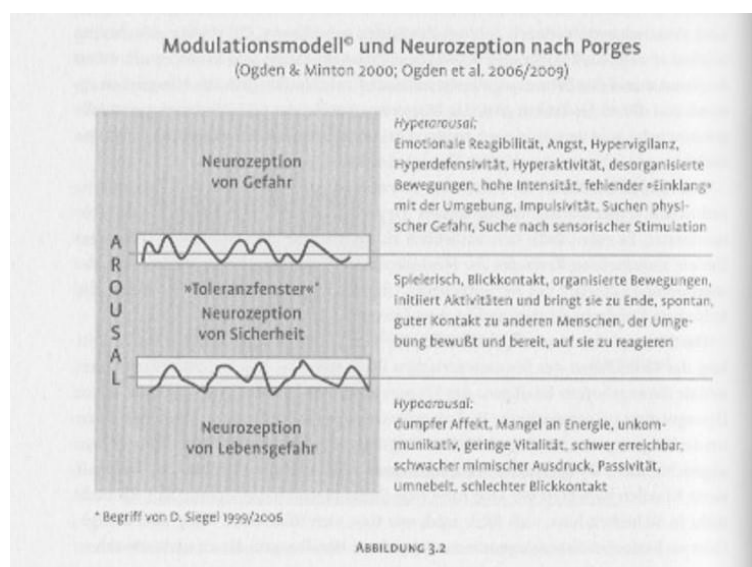 Modulationsmodell© und Neurozeption nach Porges
(Ogden & Minton 2000; Ogden et al. 2006/2009)
Neurozeption
von Gefahr
Hyperarousal:
Emotionale Reagibilität, Angst, Hypervigilanz,
Hyperdefensivität, Hyperaktivität, desorganisierte
Bewegungen, hohe Intensität, fehlender »Einklang«
mit der Umgebung, Impulsivität, Suchen physi-
scher Gefahr, Suche nach sensorischer Stimulation
AROUSAL
»Toleranzfenster«*
Neurozeption
von Sicherheit
Spielerisch, Blickkontakt, organisierte Bewegungen,
initiiert Aktivitäten und bringt sie zu Ende, spontan,
guter Kontakt zu anderen Menschen, der Umge-
bung bewußt und bereit, auf sie zu reagieren
Neurozeption
von Lebensgefahr
Hypoarousal:
dumpfer Affekt, Mangel an Energie, unkom-
munikativ, geringe Vitalität, schwer erreichbar,
schwacher mimischer Ausdruck, Passivität,
umnebelt, schlechter Blickkontakt
* Begriff von D. Siegel 1999/2006
ABBILDUNG 3.2